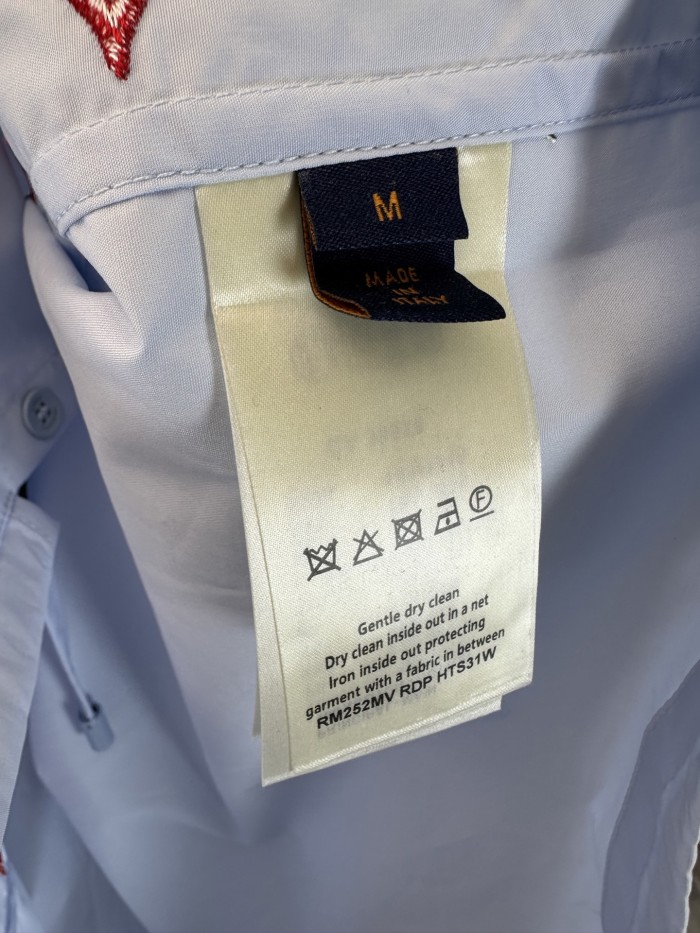 M
MADE
IN
ITALY
F
Gentle dry clean
Dry clean inside out in a net
Iron inside out protecting
garment with a fabric in between
RM252MV RDP HTS31W